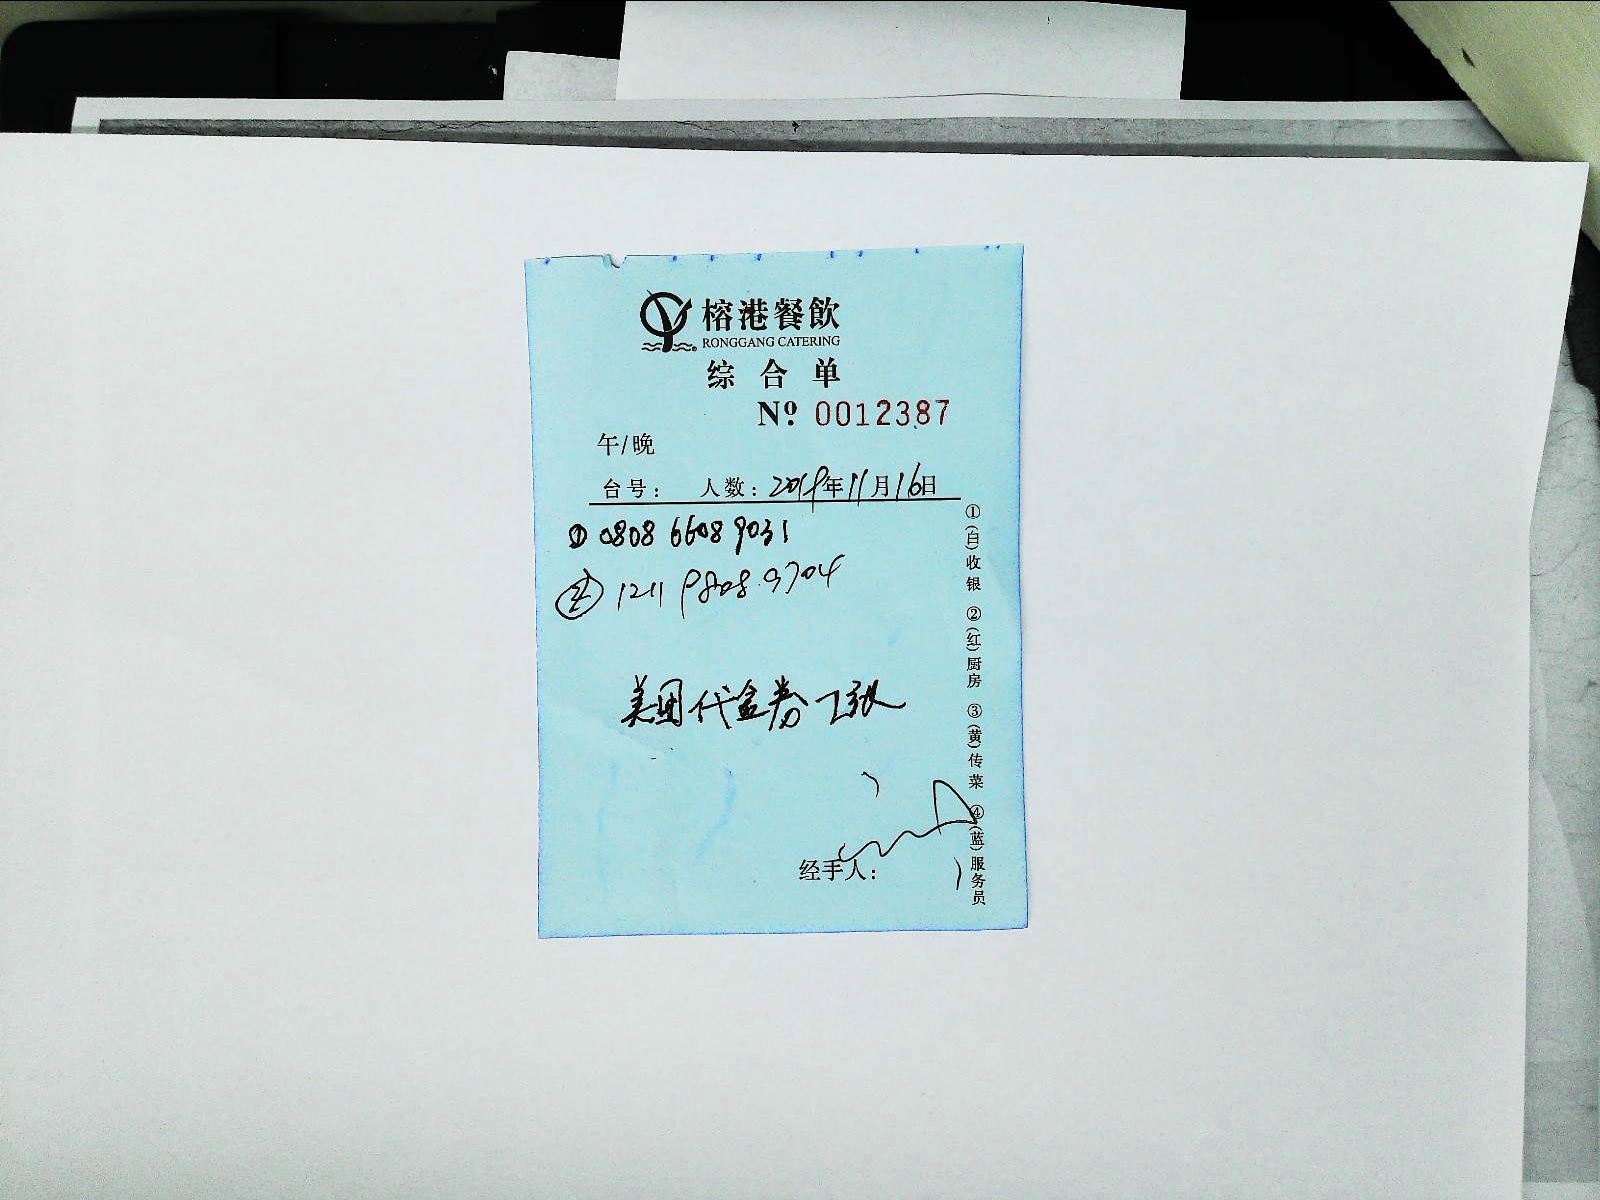 榕港餐飲
RONGGANG CATERING
综合单
Nº 0012387
午/晚
台号： 人数：2019年11月16日
① 0808 6608 9031
② 1211 9808.9704
美团代金券2张
经手人：
①(白)收银 ②(红)厨房 ③(黄)传菜 ④(蓝)服务员